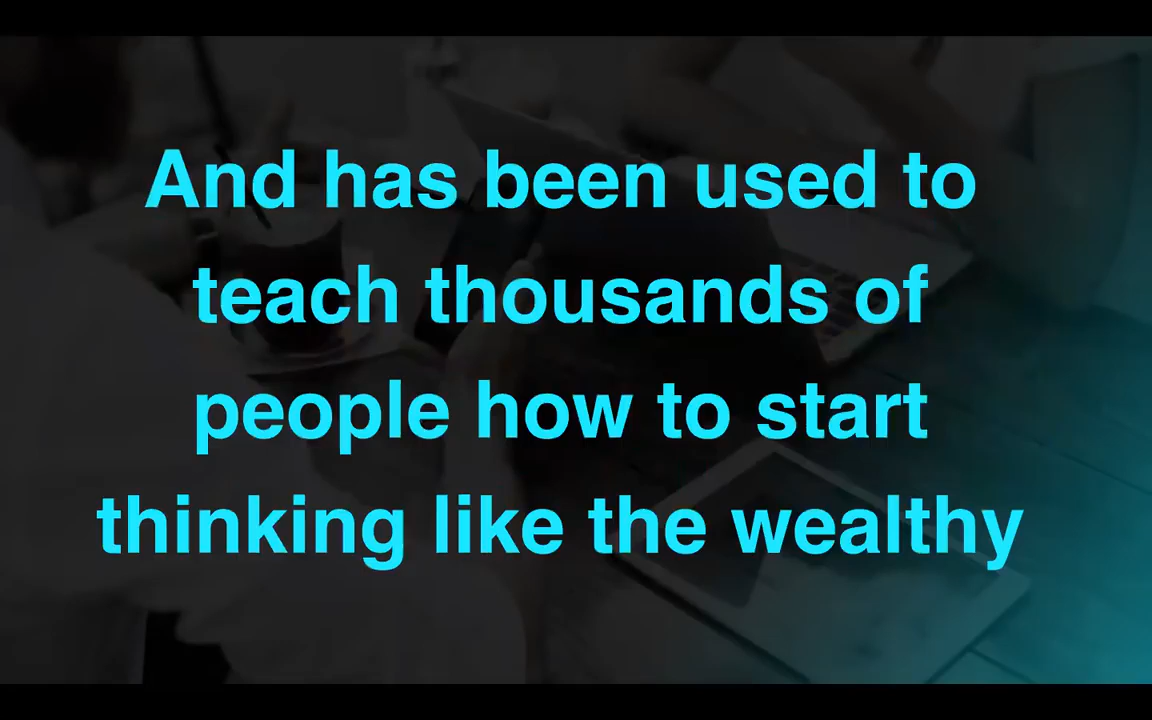 And has been used to
teach thousands of
people how to start
thinking like the wealthy